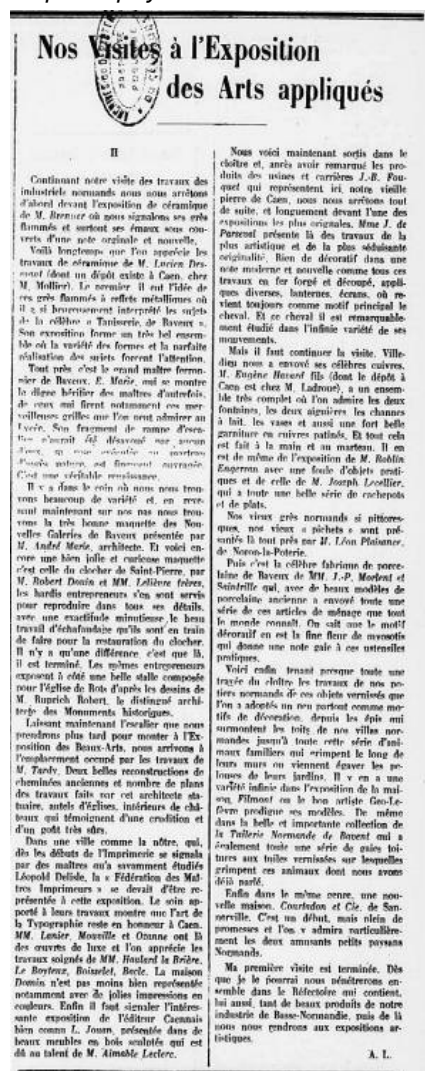 Nos Visites à l'Exposition
des Arts appliqués
II
Continuant notre visite des travaux des
industriels normands nous nous arrêtons
d'abord devant l'exposition de céramique
de M. Brenner où nous signalons ses grès
flammés et surtout ses émaux sous cou-
verts d'une note orginale et nouvelle.
Voilà longtemps que l'on apprécie les
travaux de céramique de M. Lucien Des-
mont (dont un dépôt existe à Caen, chez
M. Mollier). Le premier il eut l'idée de
ces grès flammés à reflets métalliques où
il a si heureusement interprété les sujets
de la célèbre « Tapisserie, de Bayeux ».
Son exposition forme un très bel ensem-
ble où la variété des formes et la parfaite
réalisation des sujets forcent l'attention.
Tout près c'est le grand maître ferron-
nier de Bayeux, E. Marie, qui se montre
la digne héritier des maîtres d'autrefois,
de ceux qui firent notamment ces mer-
veilleuses grilles que l'on peut admirer au
Lycée. Son fragment de rampe d'esca-
lier n'aurait été désavoué par aucun
d'eux,
d'après nature, est finement ouvragée.
C'est une véritable renaissance.
Il y a dans le coin où nous nous trou-
vons beaucoup de variété et, en reve-
nant maintenant sur nos pas nous trou-
vons la très bonne maquette des Nou-
velles Galeries de Bayeux présentée par
M. André Marie, architecte. Et voici en-
core une bien jolie et curieuse maquette
c'est celle du clocher de Saint-Pierre, par
M. Robert Douin et MM. Lelièvre frères,
les hardis entrepreneurs s'en sont servis
pour reproduire dans tous ses détails,
avec une exactitude minutieuse le beau
travail d'échafaudage qu'ils sont en train
de faire pour la restauration du clocher.
Il n'y a qu'une différence c'est que là,
il est terminé. Les mêmes entrepreneurs
exposent à côté une belle stalle composée
pour l'église de Rots d'après les dessins de
M. Ruprich Robert, le distingué archi-
tecte des Monuments historiques.
Laissant maintenant l'escalier que nous
prendrons plus tard pour monter à l'Ex-
position des Beaux-Arts, nous arrivons à
l'emplacement occupé par les travaux de
M. Tardy. Deux belles reconstructions de
cheminées anciennes et nombre de plans
des travaux faits par cet architecte sta-
tuaire, autels d'églises, intérieurs de châ-
teaux qui témoignent d'une erudition et
d'un goût très sûrs.
Dans une ville comme la nôtre, qui,
dès les débuts de l'Imprimerie se signala
par des maîtres qu'a savamment étudiés
Léopold Delisle, la « Fédération des Maî-
tres Imprimeurs » se devait d'être re-
présentée à cette exposition. Le soin ap-
porté à leurs travaux montre que l'art de
la Typographie reste en honneur à Caen.
MM. Lanier, Mouville et Ozanne ont là
des œuvres de luxe et l'on apprécie les
travaux soignés de MM. Houlard la Brière,
Le Boyteux, Boisselet, Becle. La maison
Domin n'est pas moins bien représentée
notamment avec de jolies impressions en
couleurs. Enfin il faut signaler l'intéres-
sante exposition de l'éditeur Caennais
bien connu L. Jouan, présentée dans de
beaux meubles en bois sculptés qui est
dû au talent de M. Aimable Leclerc.
Nous voici maintenant sortis dans le
cloître et, après avoir remarqué les pro-
duits des usines et carrières J.-B. Fou-
quet qui représentent ici, notre vieille
pierre de Caen, nous nous arrêtons tout
de suite, et longuement devant l'une des
expositions les plus originales, Mme J. de
Parseval présente là des travaux de la
plus artistique et de la plus séduisante
originalité. Rien de décoratif dans une
note moderne et nouvelle comme tous ces
travaux en fer forgé et découpé, appli-
ques diverses, lanternes, écrans, où re-
vient toujours comme motif principal le
cheval. Et ce cheval il est remarquable-
ment étudié dans l'infinie variété de ses
mouvements.
Mais il faut continuer la visite. Ville-
dieu nous a envoyé ses célèbres cuivres.
M. Eugène Havard fils (dont le dépôt à
Caen est chez M. Ladroue), a un ensem-
ble très complet où l'on admire les deux
fontaines, les deux aiguières les channes
à lait, les vases et aussi une fort belle
garniture en cuivres patinés. Et tout cela
est fait à la main et au marteau. Il en
est de même de l'exposition de M. Roblin
Engerran avec une foule d'objets prati-
ques et de celle de M. Joseph Lecellier,
qui a toute une belle série de cachepots
et de plats.
Nos vieux grès normands si pittores-
ques, nos vieux « pichets » sont pré-
sentés là tout près par M. Léon Plaisance,
de Noron-la-Poterie.
Puis c'est la célèbre fabrique de porce-
laine de Bayeux de MM. J.-P. Morlent et
Saintrille qui, avec de beaux modèles de
porcelaine ancienne a envoyé toute une
série de ces articles de ménage que tout
le monde connaît. On sait que le motif
décoratif en est la fine fleur de myosotis
qui donne une note gaie à ces ustensiles
pratiques.
Voici enfin tenant presque toute une
travée du cloître les travaux de nos po-
tiers normands de ces objets vernissés que
l'on a adoptés un peu partout comme mo-
tifs de décoration, depuis les épis qui
surmontent les toits de nos villas nor-
mandes jusqu'à toute cette série d'ani-
maux familiers qui grimpent le long de
leurs murs ou viennent égayer les pe-
louses de leurs jardins. Il y en a une
variété infinie dans l'exposition de la mai-
son Filmont où le bon artiste Geo-Le-
fèvre prodigue ses modèles. De même
dans la belle et importante collection de
la Tuilerie Normande de Bavent qui a
également toute une série de gaies toi-
tures aux tuiles vernissées sur lesquelles
grimpent ces animaux dont nous avons
déjà parlé.
Enfin dans le même genre, une nou-
velle maison, Courtadon et Cie, de San-
nerville. C'est un début, mais plein de
promesses et l'on y admira particulière-
ment les deux amusants petits paysans
Normands.
Ma première visite est terminée. Dès
que je le pourrai nous pénétrerons en-
semble dans le Réfectoire qui contient,
lui aussi, tant de beaux produits de notre
industrie de Basse-Normandie, puis de là
nous nous rendrons aux expositions ar-
tistiques.
A. L.